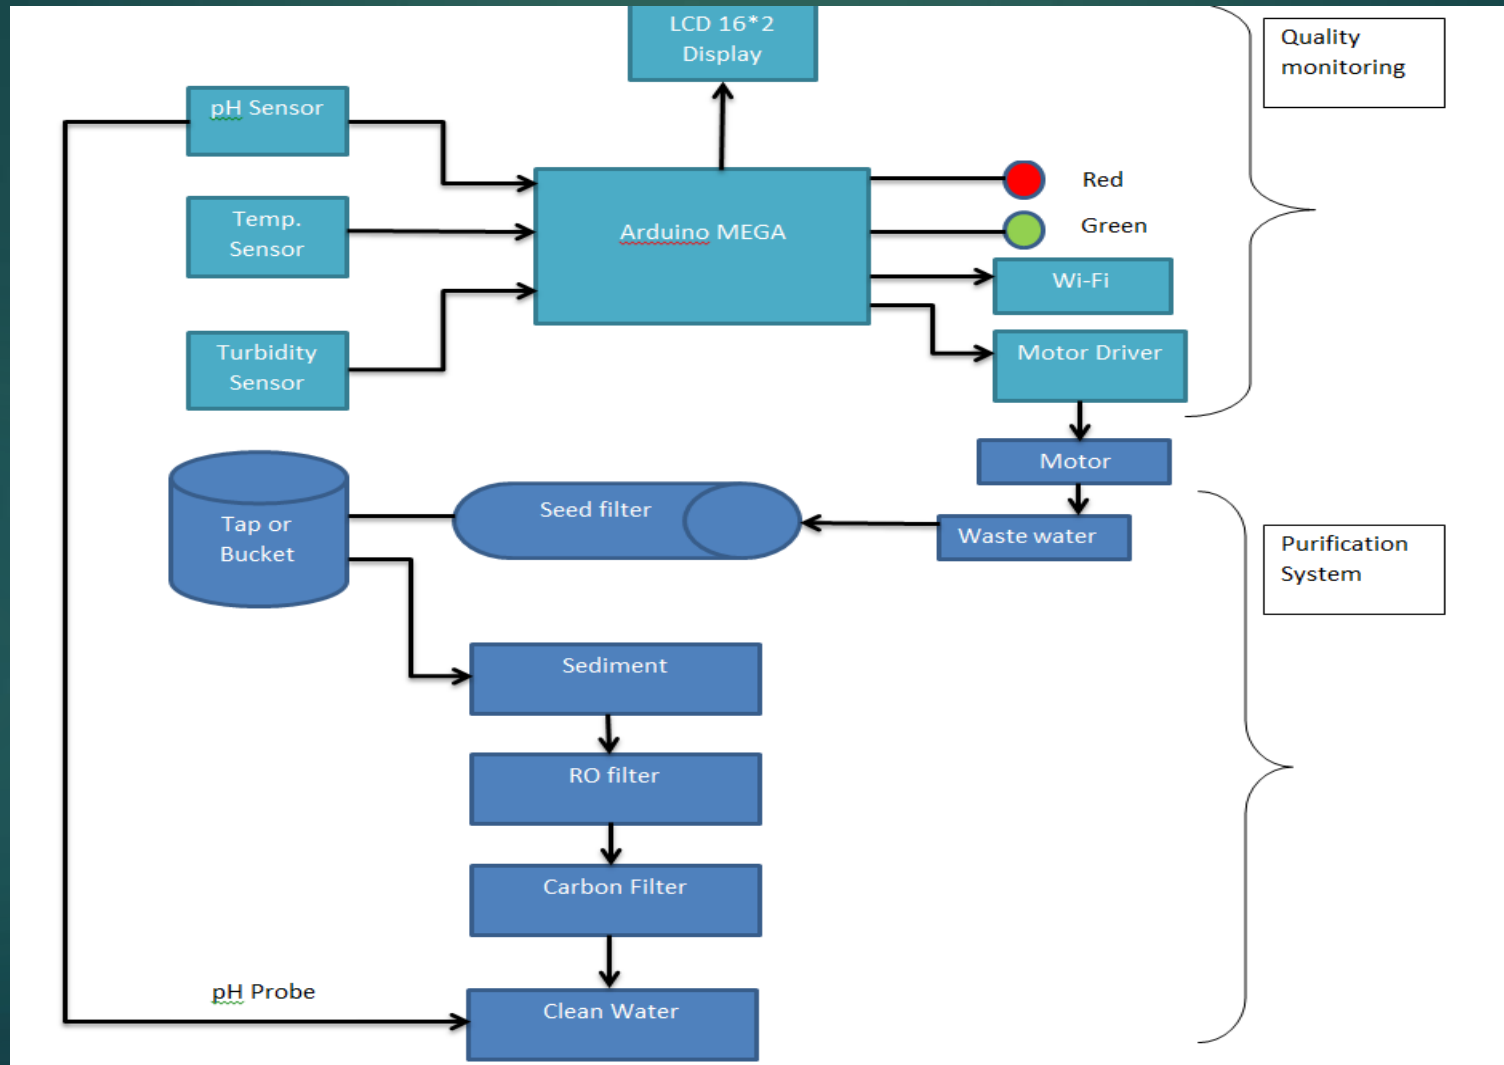 LCD 16*2
Display
Quality
monitoring
pH Sensor
Red
Temp.
Sensor
Arduino MEGA
Green
Wi-Fi
Turbidity
Sensor
Motor Driver
Motor
Tap or
Bucket
Seed filter
Waste water
Purification
System
Sediment
RO filter
Carbon Filter
pH Probe
Clean Water